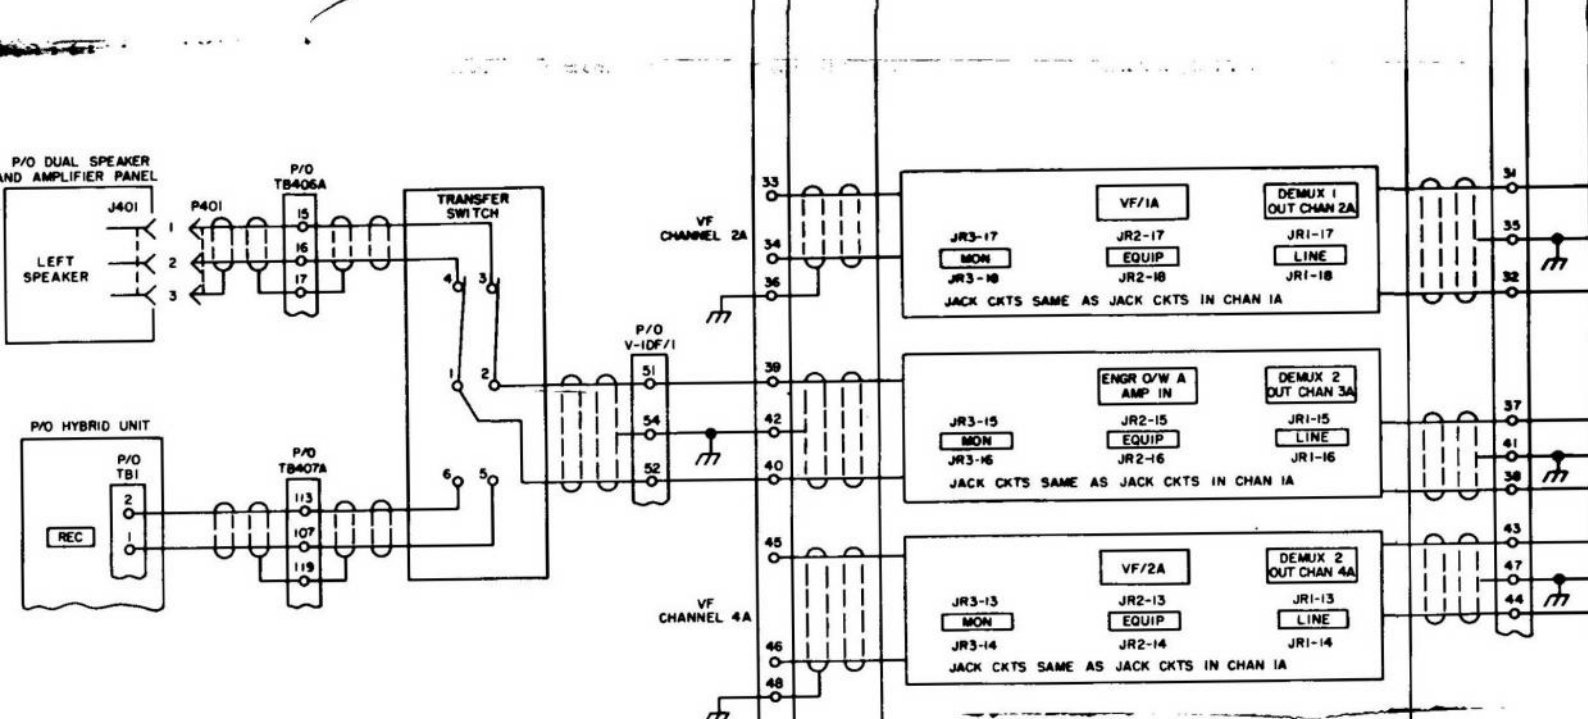 P/O DUAL SPEAKER
AND AMPLIFIER PANEL
J401
P401
1
2
3
LEFT
SPEAKER
P/O
TB406A
15
16
17
TRANSFER
SWITCH
4
3
1
2
6
5
P/O HYBRID UNIT
P/O
TB1
2
1
REC
P/O
TB407A
113
107
119
P/O
V-IDF/1
51
54
52
VF
CHANNEL 2A
33
34
36
39
42
40
45
VF
CHANNEL 4A
46
48
VF/1A
DEMUX 1
OUT CHAN 2A
JR3-17
JR2-17
JR1-17
MON
EQUIP
LINE
JR3-18
JR2-18
JR1-18
JACK CKTS SAME AS JACK CKTS IN CHAN 1A
ENGR O/W A
AMP IN
DEMUX 2
OUT CHAN 3A
JR3-15
JR2-15
JR1-15
MON
EQUIP
LINE
JR3-16
JR2-16
JR1-16
JACK CKTS SAME AS JACK CKTS IN CHAN 1A
VF/2A
DEMUX 2
OUT CHAN 4A
JR3-13
JR2-13
JR1-13
MON
EQUIP
LINE
JR3-14
JR2-14
JR1-14
JACK CKTS SAME AS JACK CKTS IN CHAN 1A
31
35
32
37
41
38
43
47
44